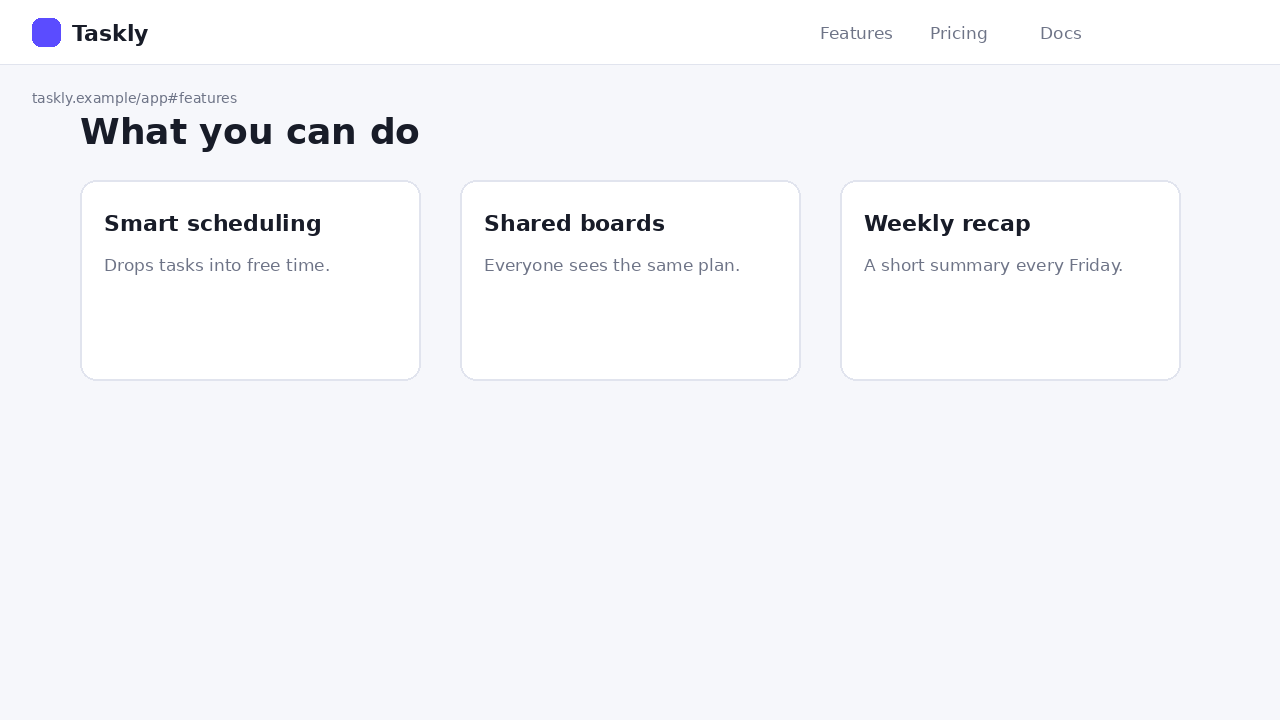 Taskly
Features
Pricing
Docs
taskly.example/app#features
What you can do
Smart scheduling
Drops tasks into free time.
Shared boards
Everyone sees the same plan.
Weekly recap
A short summary every Friday.